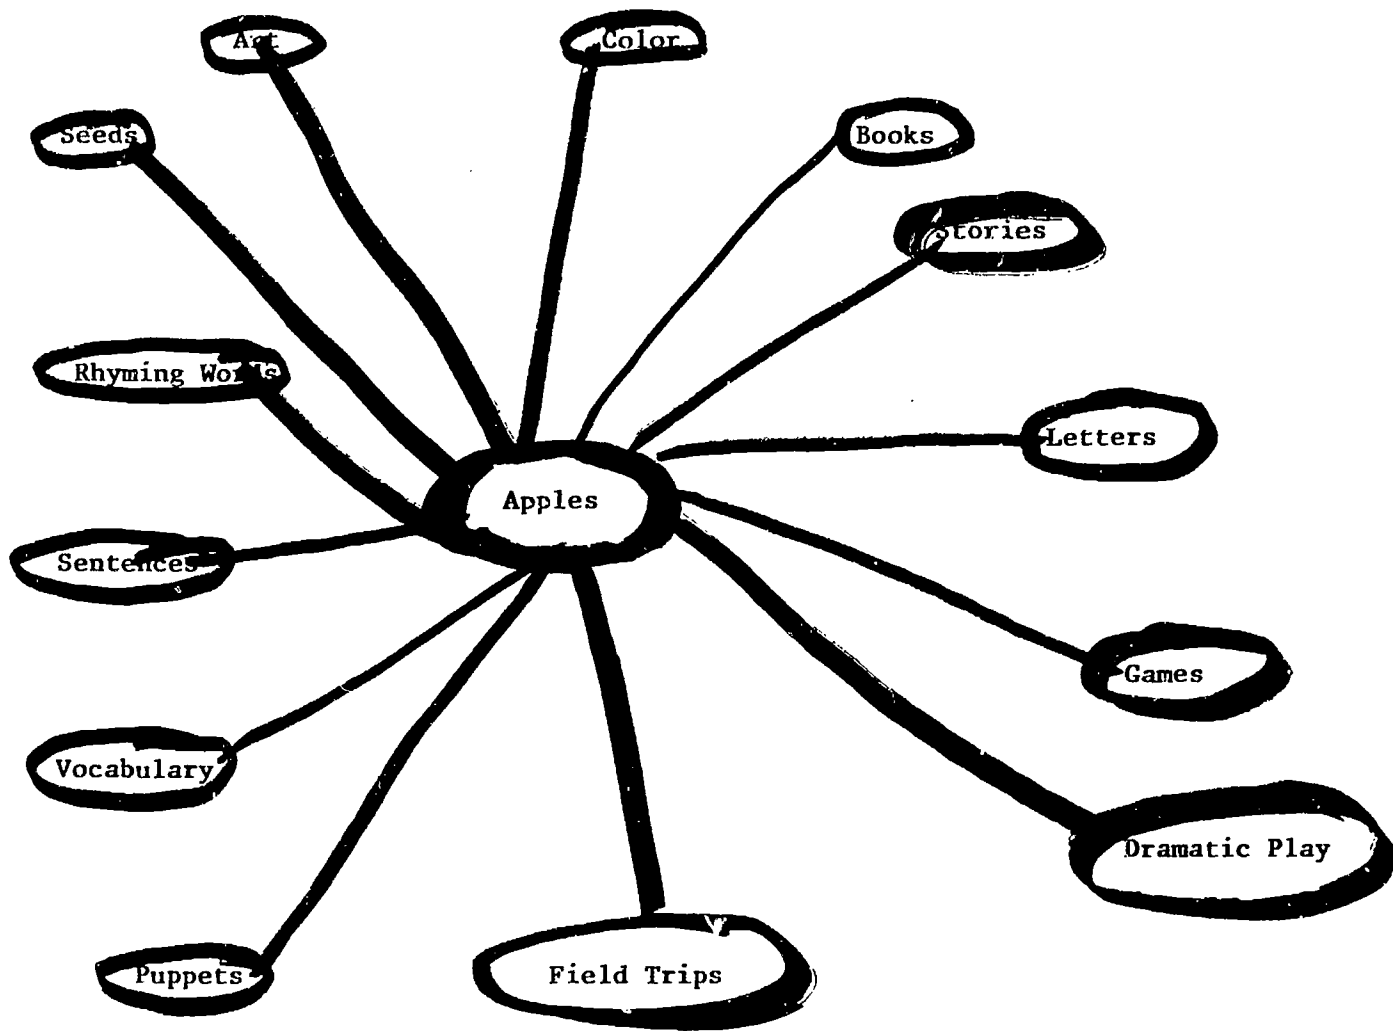 Art
Color
Seeds
Books
Stories
Rhyming Words
Letters
Apples
Sentences
Games
Vocabulary
Dramatic Play
Puppets
Field Trips